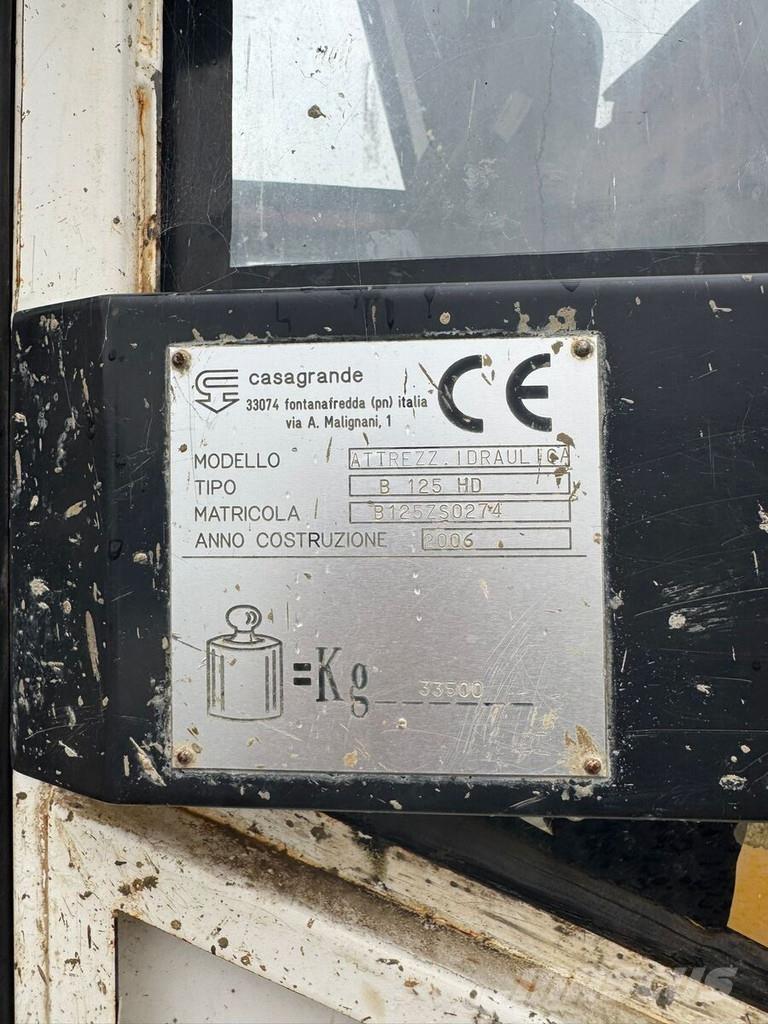 casagrande
33074 fontanafredda (pn) italia
via A. Malignani, 1
CE
MODELLO ATTREZZ.IDRAULICA
TIPO B 125 HD
MATRICOLA B125ZS0274
ANNO COSTRUZIONE 2006
=Kg 33500
MASCUS